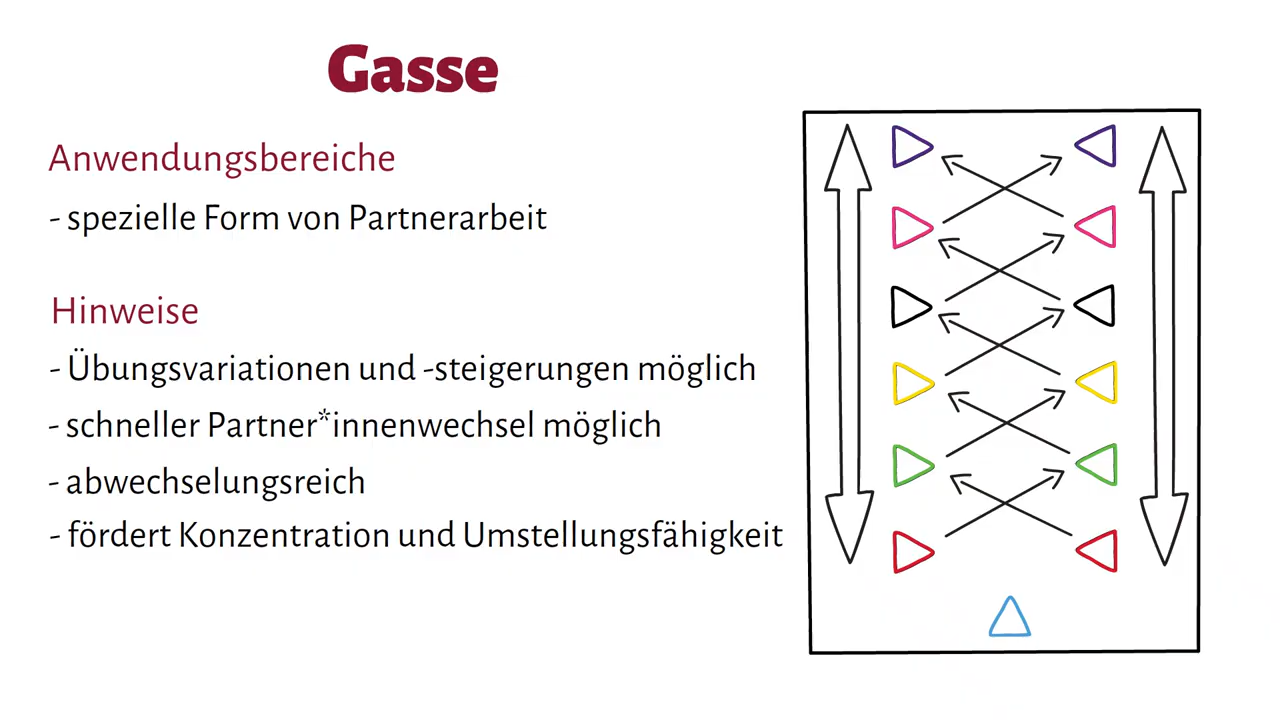 Gasse
Anwendungsbereiche
- spezielle Form von Partnerarbeit
Hinweise
- Übungsvariationen und -steigerungen möglich
- schneller Partner*innenwechsel möglich
- abwechselungsreich
- fördert Konzentration und Umstellungsfähigkeit